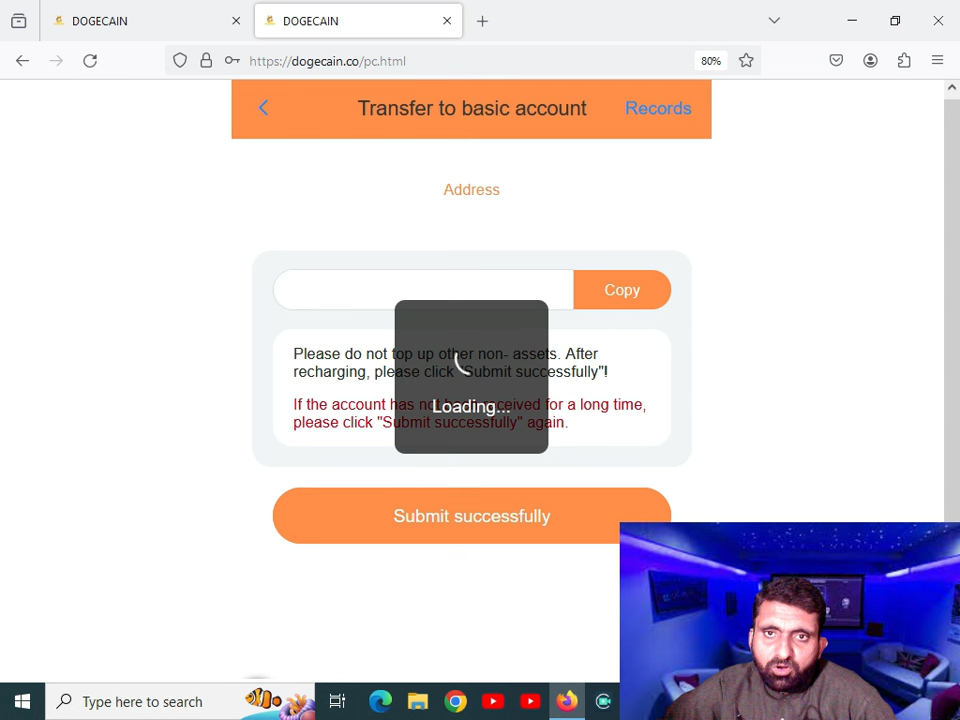 DOGECAIN
DOGECAIN
https://dogecain.co/pc.html
80%
Transfer to basic account
Records
Address
Copy
Please do not top up other non- assets. After
recharging, please click "Submit successfully"!
If the account has not been received for a long time,
please click "Submit successfully" again.
Loading...
Submit successfully
Type here to search